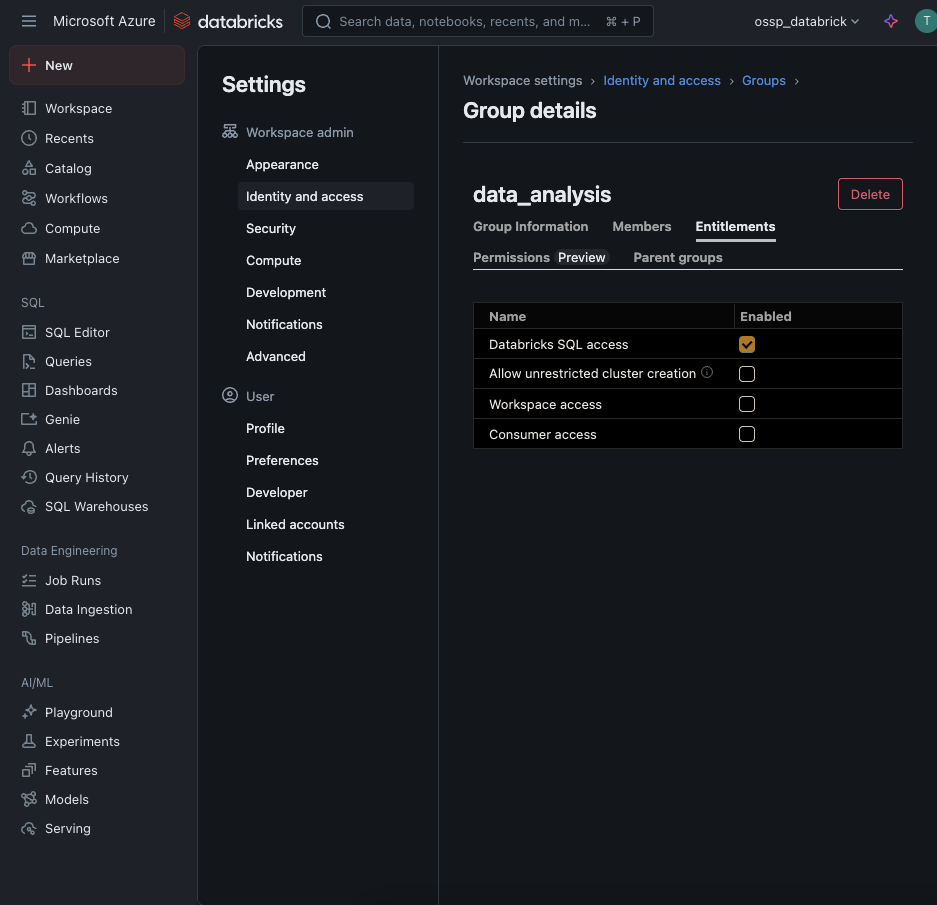 Microsoft Azure
databricks
Search data, notebooks, recents, and m... ⌘ + P
ossp_databrick
T
New
Workspace
Recents
Catalog
Workflows
Compute
Marketplace
SQL
SQL Editor
Queries
Dashboards
Genie
Alerts
Query History
SQL Warehouses
Data Engineering
Job Runs
Data Ingestion
Pipelines
AI/ML
Playground
Experiments
Features
Models
Serving
Settings
Workspace admin
Appearance
Identity and access
Security
Compute
Development
Notifications
Advanced
User
Profile
Preferences
Developer
Linked accounts
Notifications
Workspace settings › Identity and access › Groups ›
Group details
data_analysis
Delete
Group Information Members Entitlements
Permissions Preview Parent groups
Name Enabled
Databricks SQL access
Allow unrestricted cluster creation
Workspace access
Consumer access